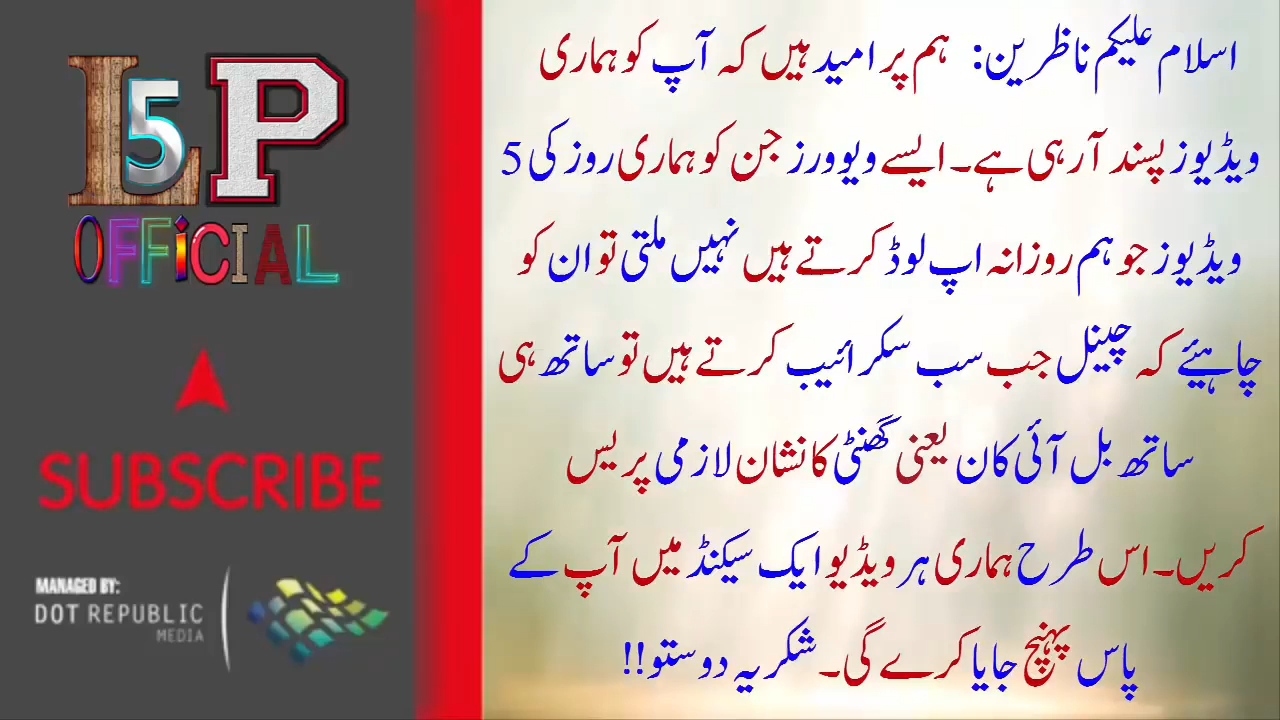 L5P
OFFiCIAL
SUBSCRIBE
MANAGED BY:
DOT REPUBLIC
MEDIA
اسلام علیکم ناظرین: ہم پر امید ہیں کہ آپ کو ہماری
ویڈیوز پسند آرہی ہے۔ ایسے ویوورز جن کو ہماری روز کی 5
ویڈیوز جو ہم روزانہ اپ لوڈ کرتے ہیں نہیں ملتی تو ان کو
چاہیئے کہ چینل جب سب سکرائیب کرتے ہیں تو ساتھ ہی
ساتھ بل آئی کان یعنی گھنٹی کا نشان لازمی پریس
کریں۔ اس طرح ہماری ہر ویڈیو ایک سیکنڈ میں آپ کے
پاس پہنچ جایا کرے گی۔ شکریہ دوستو!!